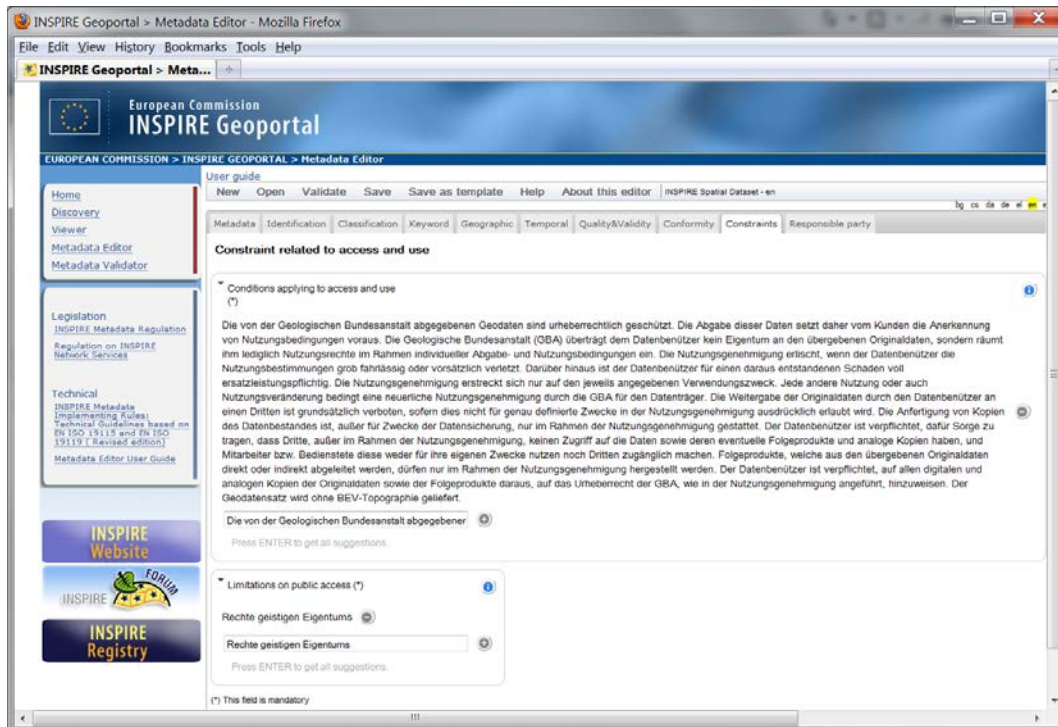 INSPIRE Geoportal > Metadata Editor - Mozilla Firefox
File Edit View History Bookmarks Tools Help
INSPIRE Geoportal > Meta...
European Commission
INSPIRE Geoportal
EUROPEAN COMMISSION > INSPIRE GEOPORTAL > Metadata Editor
User guide
New Open Validate Save Save as template Help About this editor INSPIRE Spatial Dataset - en
bg cs da de el en e
Metadata Identification Classification Keyword Geographic Temporal Quality&Validity Conformity Constraints Responsible party
Home
Discovery
Viewer
Metadata Editor
Metadata Validator
Legislation
INSPIRE Metadata Regulation
Regulation on INSPIRE
Network Services
Technical
INSPIRE Metadata
Implementing Rules:
Technical Guidelines based on
EN ISO 19115 and EN ISO
19119 ( Revised edition)
Metadata Editor User Guide
INSPIRE
Website
INSPIRE FORUM
INSPIRE
Registry
Constraint related to access and use
Conditions applying to access and use
(*)
Die von der Geologischen Bundesanstalt abgegebenen Geodaten sind urheberrechtlich geschützt. Die Abgabe dieser Daten setzt daher vom Kunden die Anerkennung
von Nutzungsbedingungen voraus. Die Geologische Bundesanstalt (GBA) überträgt dem Datenbenützer kein Eigentum an den übergebenen Originaldaten, sondern räumt
ihm lediglich Nutzungsrechte im Rahmen individueller Abgabe- und Nutzungsbedingungen ein. Die Nutzungsgenehmigung erlischt, wenn der Datenbenützer die
Nutzungsbestimmungen grob fahrlässig oder vorsätzlich verletzt. Darüber hinaus ist der Datenbenützer für einen daraus entstandenen Schaden voll
ersatzleistungspflichtig. Die Nutzungsgenehmigung erstreckt sich nur auf den jeweils angegebenen Verwendungszweck. Jede andere Nutzung oder auch
Nutzungsveränderung bedingt eine neuerliche Nutzungsgenehmigung durch die GBA für den Datenträger. Die Weitergabe der Originaldaten durch den Datenbenützer an
einen Dritten ist grundsätzlich verboten, sofern dies nicht für genau definierte Zwecke in der Nutzungsgenehmigung ausdrücklich erlaubt wird. Die Anfertigung von Kopien
des Datenbestandes ist, außer für Zwecke der Datensicherung, nur im Rahmen der Nutzungsgenehmigung gestattet. Der Datenbenützer ist verpflichtet, dafür Sorge zu
tragen, dass Dritte, außer im Rahmen der Nutzungsgenehmigung, keinen Zugriff auf die Daten sowie deren eventuelle Folgeprodukte und analoge Kopien haben, und
Mitarbeiter bzw. Bedienstete diese weder für ihre eigenen Zwecke nutzen noch Dritten zugänglich machen. Folgeprodukte, welche aus den übergebenen Originaldaten
direkt oder indirekt abgeleitet werden, dürfen nur im Rahmen der Nutzungsgenehmigung hergestellt werden. Der Datenbenützer ist verpflichtet, auf allen digitalen und
analogen Kopien der Originaldaten sowie der Folgeprodukte daraus, auf das Urheberrecht der GBA, wie in der Nutzungsgenehmigung angeführt, hinzuweisen. Der
Geodatensatz wird ohne BEV-Topographie geliefert.
Die von der Geologischen Bundesanstalt abgegebener
Press ENTER to get all suggestions.
Limitations on public access (*)
Rechte geistigen Eigentums
Rechte geistigen Eigentums
Press ENTER to get all suggestions.
(*) This field is mandatory